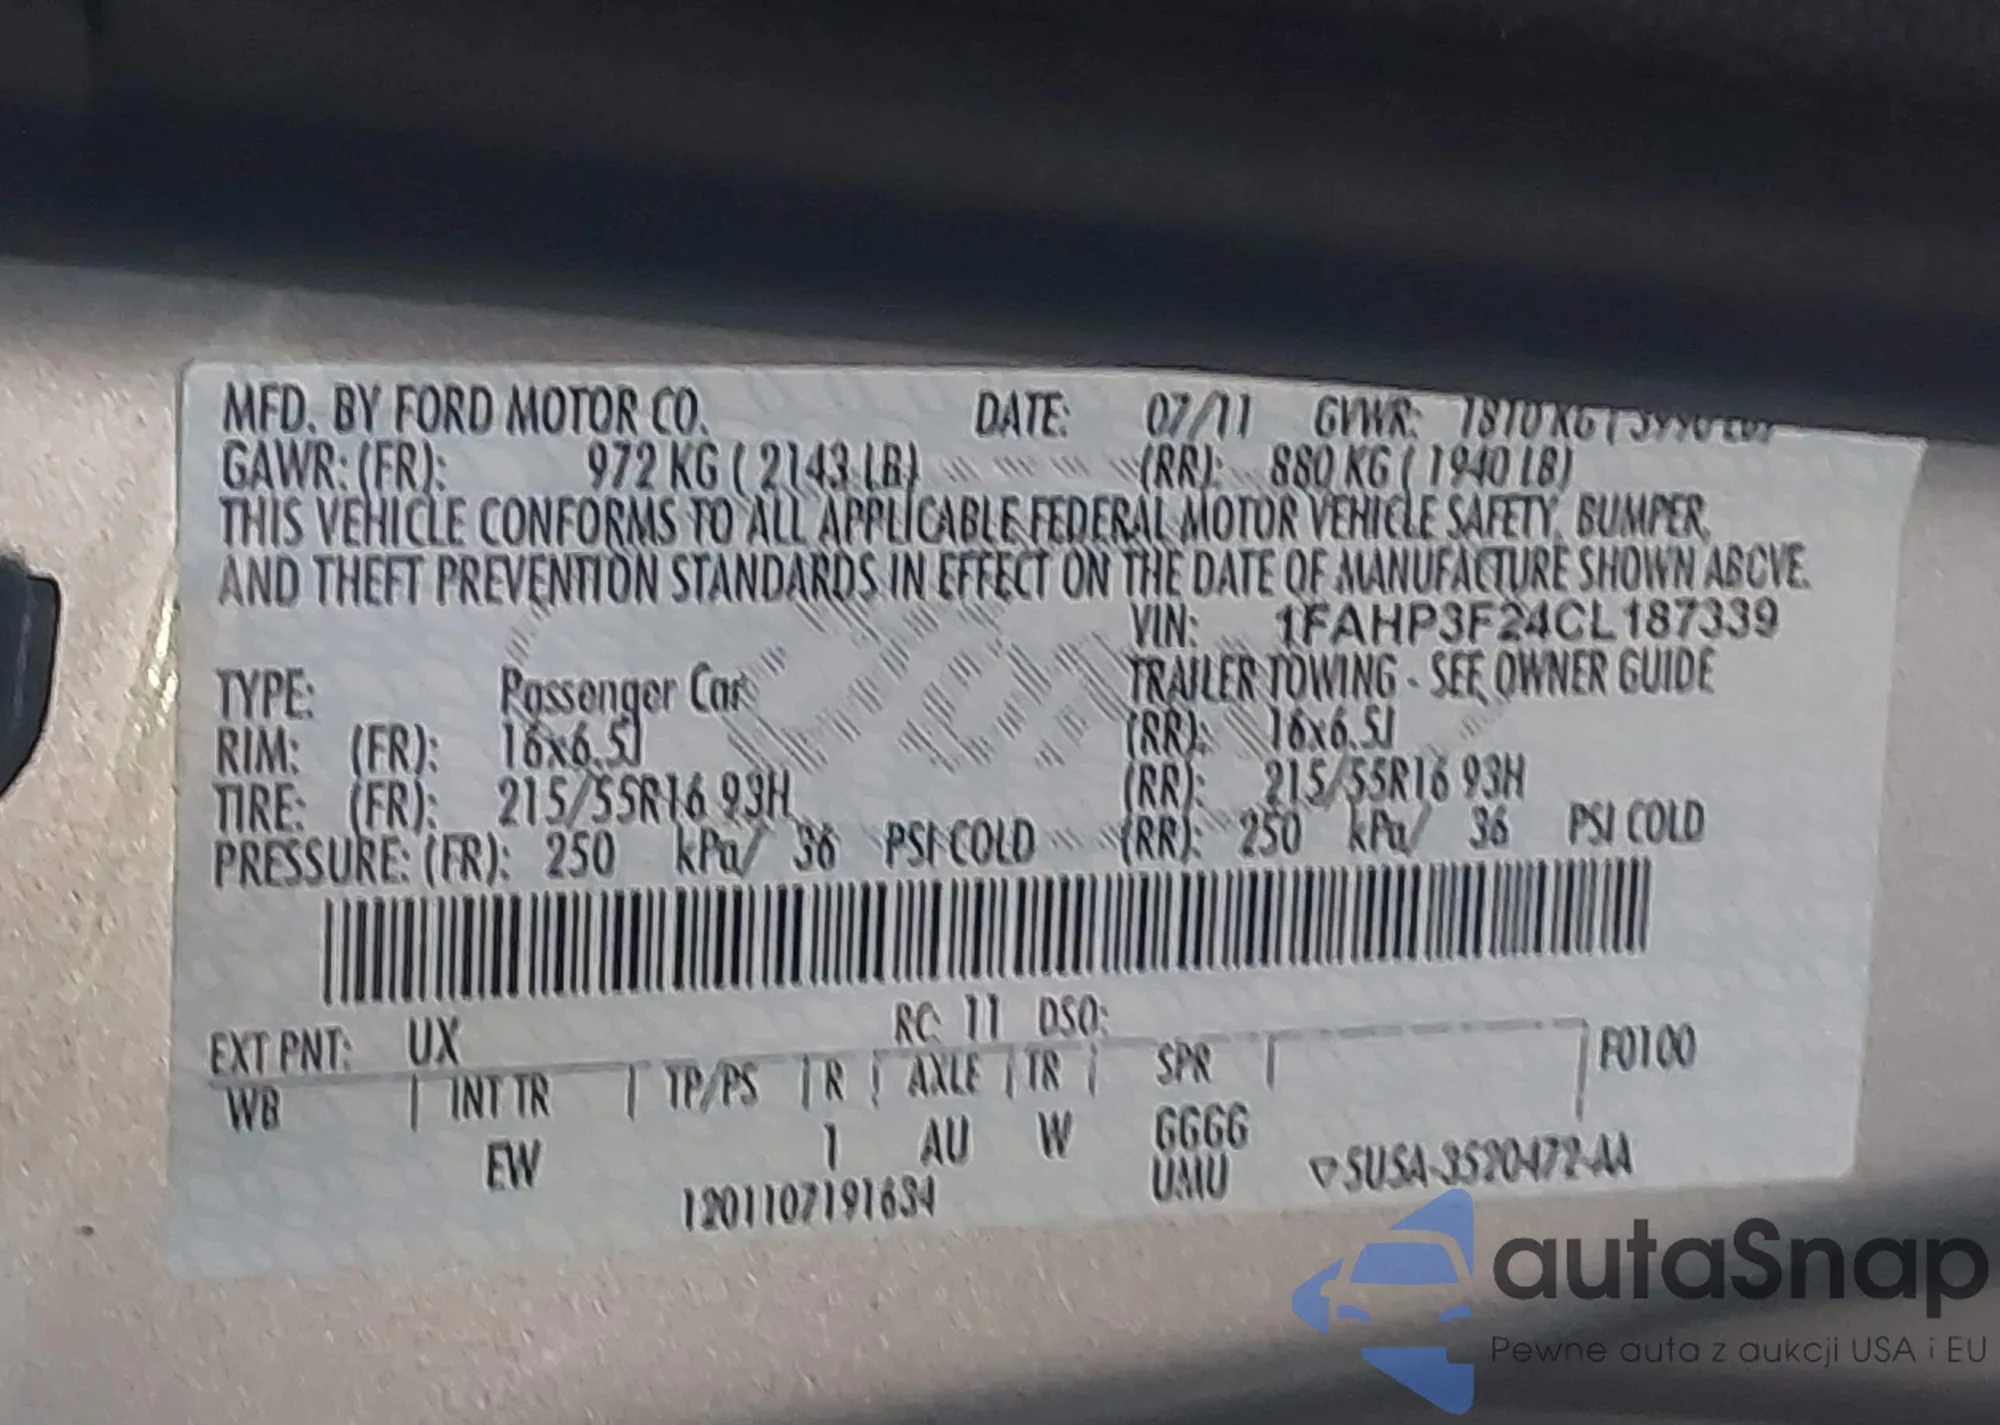 MFD. BY FORD MOTOR CO. DATE: 07/11 GVWR: 1810 KG
GAWR: (FR): 972 KG ( 2143 LB) (RR): 880 KG ( 1940 LB)
THIS VEHICLE CONFORMS TO ALL APPLICABLE FEDERAL MOTOR VEHICLE SAFETY, BUMPER,
AND THEFT PREVENTION STANDARDS IN EFFECT ON THE DATE OF MANUFACTURE SHOWN ABOVE.
VIN: 1FAHP3F24CL187339
TYPE: Passenger Car TRAILER TOWING - SEE OWNER GUIDE
RIM: (FR): 16x6.5J (RR): 16x6.5J
TIRE: (FR): 215/55R16 93H (RR): 215/55R16 93H
PRESSURE: (FR): 250 kPa/ 36 PSI COLD (RR): 250 kPa/ 36 PSI COLD
EXT PNT: UX RC: 11 DSO:
WB | INT TR | TP/PS | R | AXLE | TR | SPR | F0100
EW 1 AU W GGGG
1201107191634 UMU ▽5USA-3520472-AA
autaSnap
Pewne auta z aukcji USA i EU